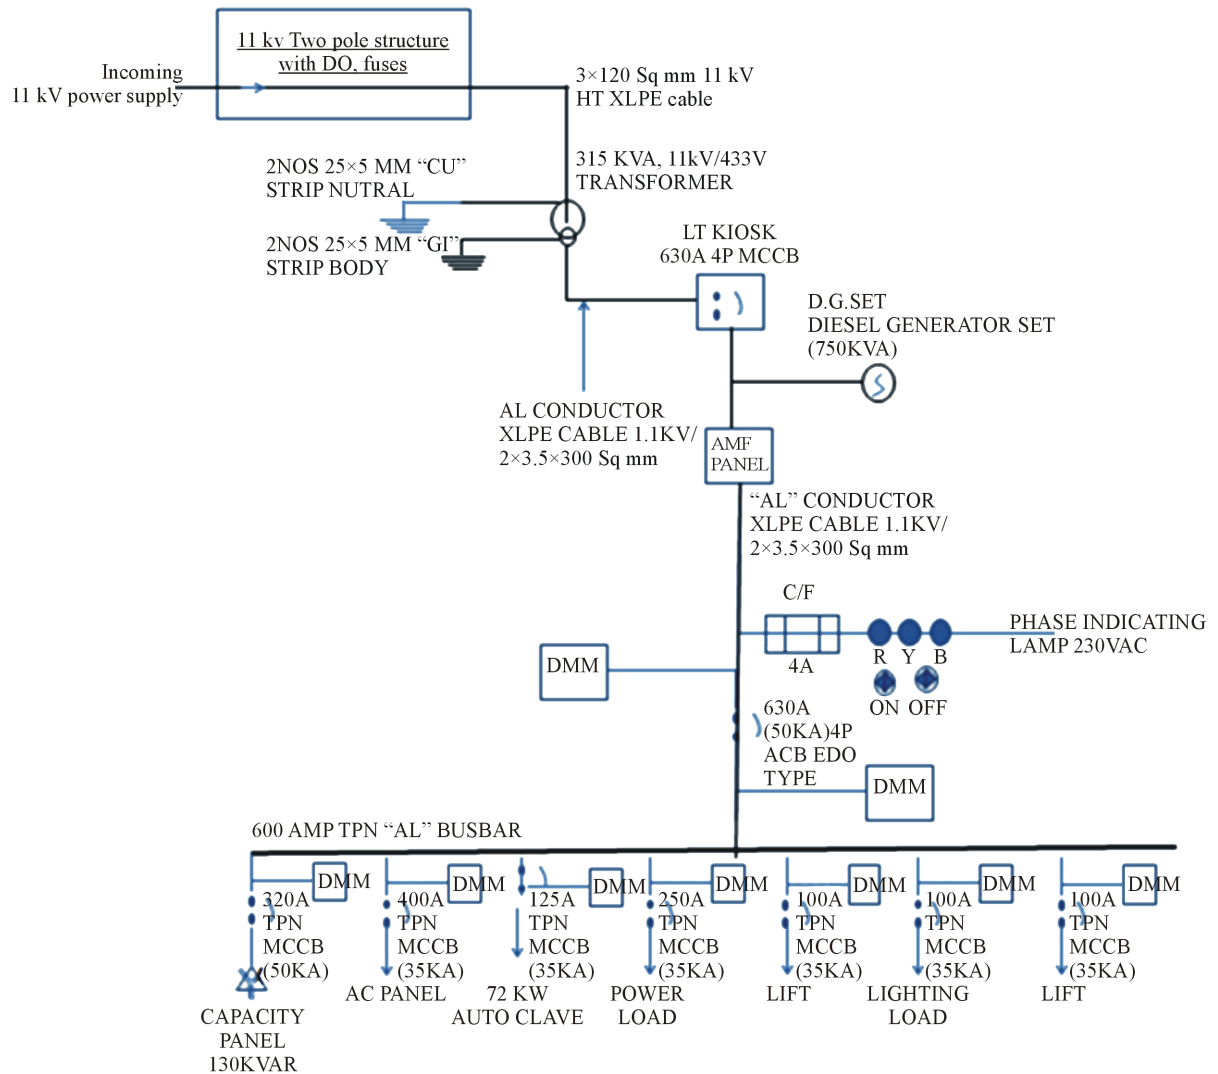 11 kv Two pole structure
with DO, fuses
Incoming
11 kV power supply
3×120 Sq mm 11 kV
HT XLPE cable
2NOS 25×5 MM “CU”
STRIP NUTRAL
315 KVA, 11kV/433V
TRANSFORMER
2NOS 25×5 MM “GI”
STRIP BODY
LT KIOSK
630A 4P MCCB
D.G.SET
DIESEL GENERATOR SET
(750KVA)
AL CONDUCTOR
XLPE CABLE 1.1KV/
2×3.5×300 Sq mm
AMF
PANEL
“AL” CONDUCTOR
XLPE CABLE 1.1KV/
2×3.5×300 Sq mm
C/F
4A
R Y B
ON OFF
PHASE INDICATING
LAMP 230VAC
DMM
630A
(50KA)4P
ACB EDO
TYPE
DMM
600 AMP TPN “AL” BUSBAR
DMM
320A
TPN
MCCB
(50KA)
CAPACITY
PANEL
130KVAR
DMM
400A
TPN
MCCB
(35KA)
AC PANEL
DMM
125A
TPN
MCCB
(35KA)
72 KW
AUTO CLAVE
DMM
250A
TPN
MCCB
(35KA)
POWER
LOAD
DMM
100A
TPN
MCCB
(35KA)
LIFT
DMM
100A
TPN
MCCB
(35KA)
LIGHTING
LOAD
DMM
100A
TPN
MCCB
(35KA)
LIFT